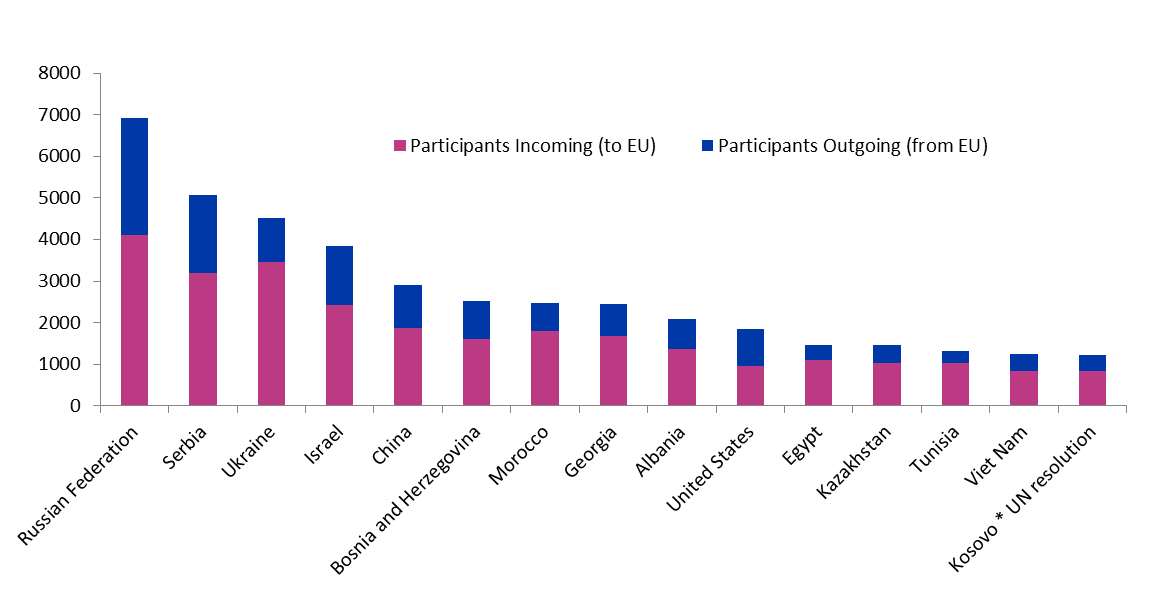 8000
7000
6000
5000
4000
3000
2000
1000
0
Participants Incoming (to EU)
Participants Outgoing (from EU)
Russian Federation
Serbia
Ukraine
Israel
China
Bosnia and Herzegovina
Morocco
Georgia
Albania
United States
Egypt
Kazakhstan
Tunisia
Viet Nam
Kosovo * UN resolution